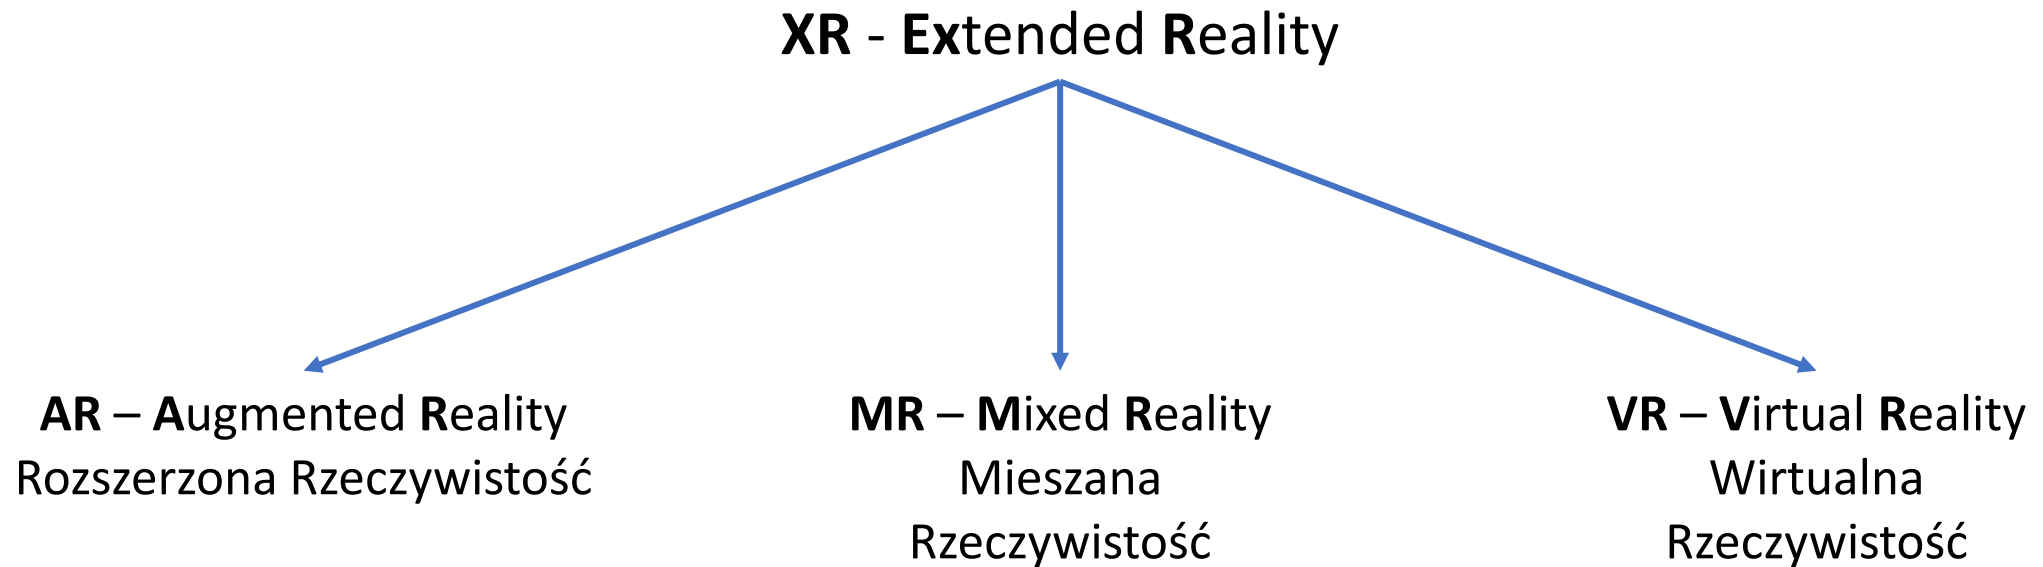 XR - Extended Reality
AR – Augmented Reality
Rozszerzona Rzeczywistość
MR – Mixed Reality
Mieszana
Rzeczywistość
VR – Virtual Reality
Wirtualna
Rzeczywistość